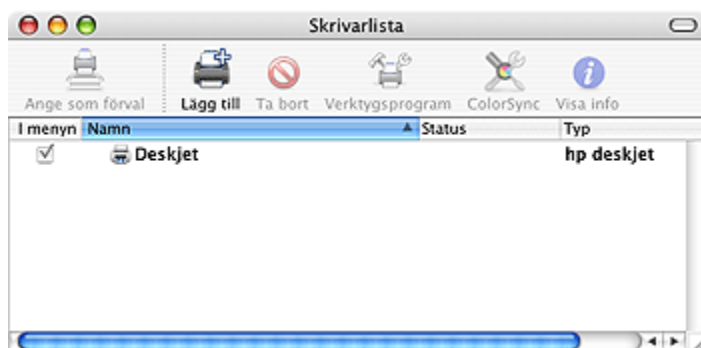 Skrivarlista
Ange som förval Lägg till Ta bort Verktygsprogram ColorSync Visa info
I menyn Namn Status Typ
Deskjet hp deskjet